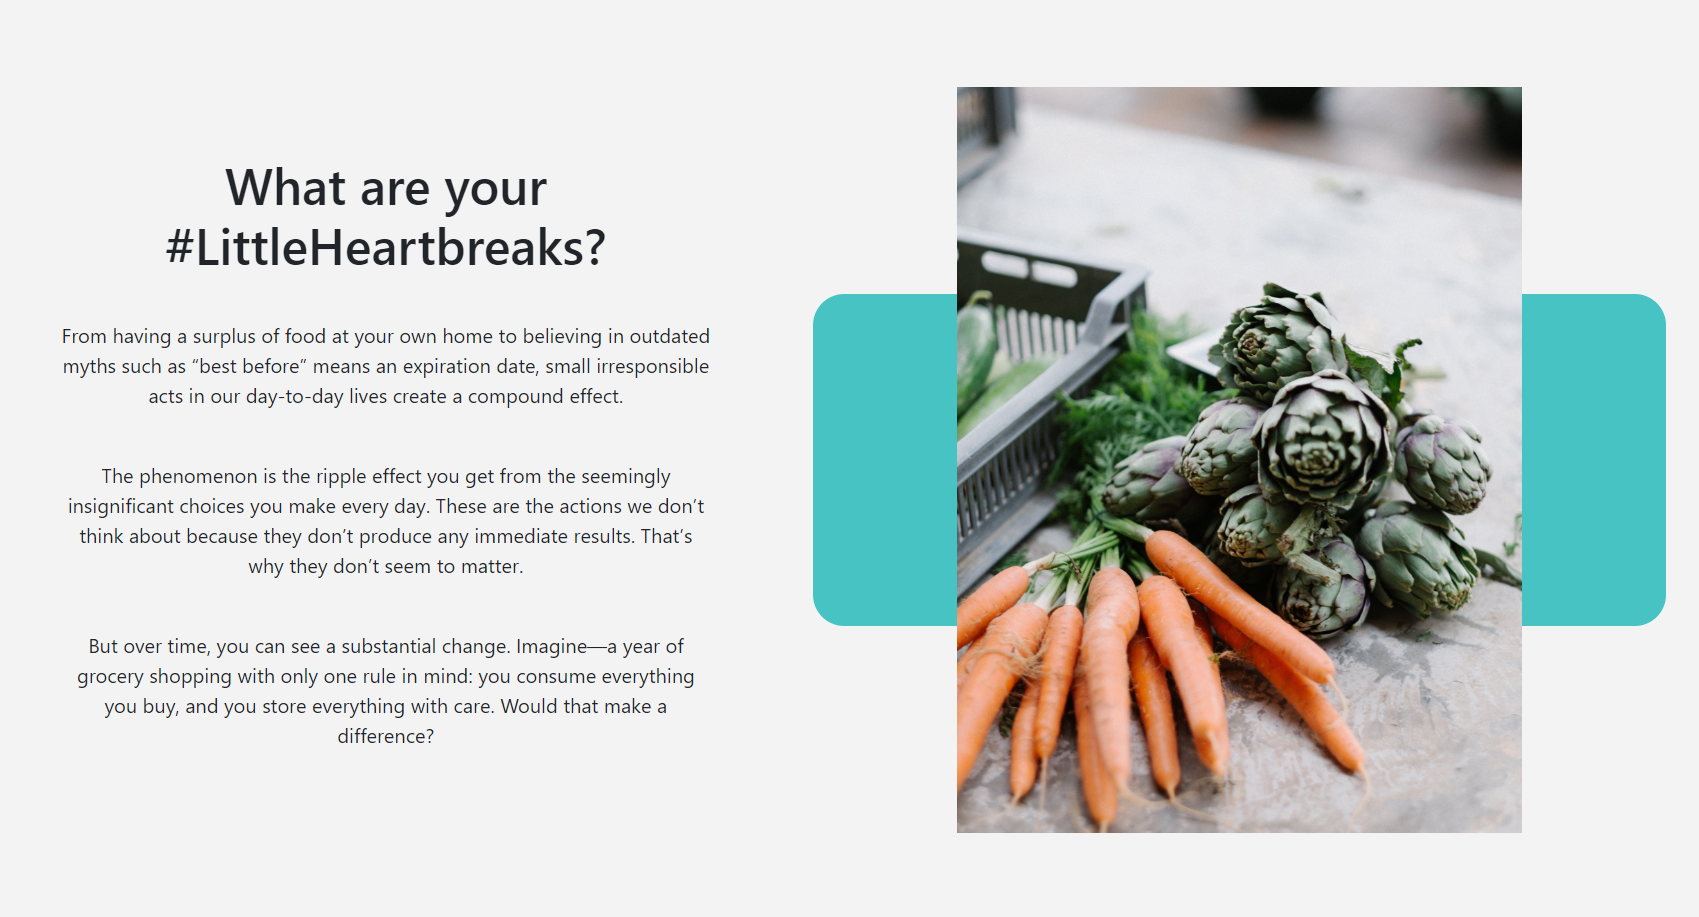 What are your
#LittleHeartbreaks?
From having a surplus of food at your own home to believing in outdated
myths such as “best before” means an expiration date, small irresponsible
acts in our day-to-day lives create a compound effect.
The phenomenon is the ripple effect you get from the seemingly
insignificant choices you make every day. These are the actions we don’t
think about because they don’t produce any immediate results. That’s
why they don’t seem to matter.
But over time, you can see a substantial change. Imagine—a year of
grocery shopping with only one rule in mind: you consume everything
you buy, and you store everything with care. Would that make a
difference?